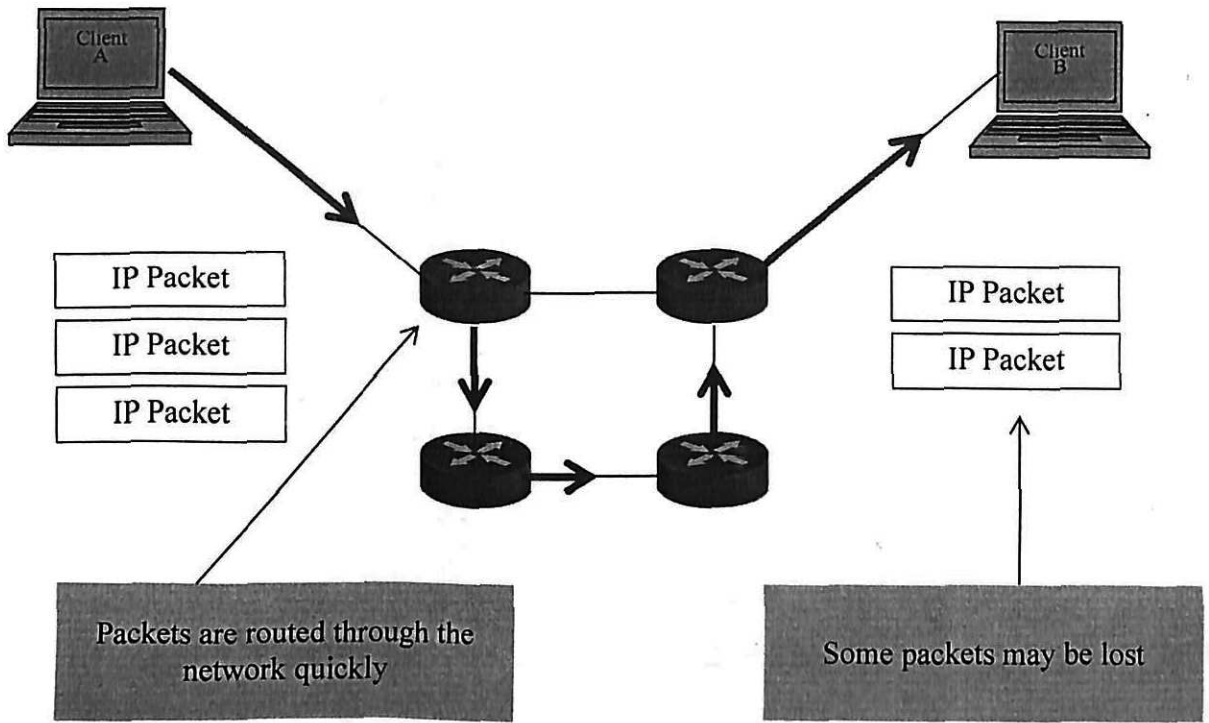 Client
A
Client
B
IP Packet
IP Packet
IP Packet
IP Packet
IP Packet
Packets are routed through the
network quickly
Some packets may be lost